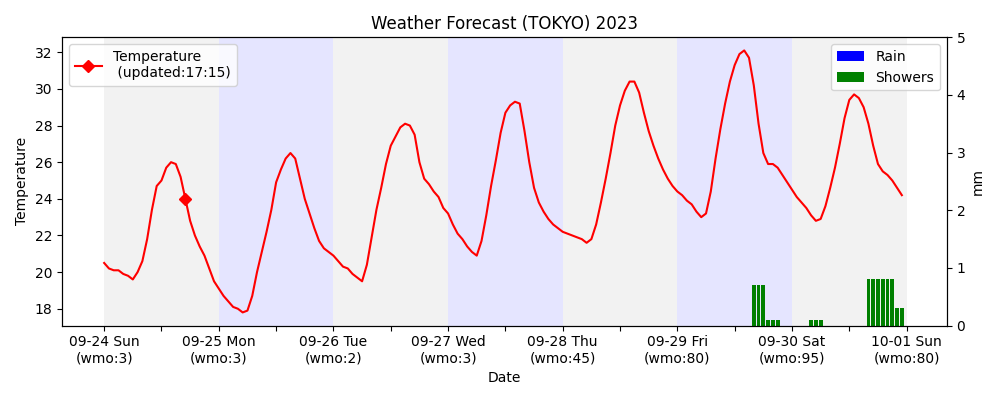 Weather Forecast (TOKYO) 2023
Temperature
(updated:17:15)
Rain
Showers
32
30
28
26
24
22
20
18
Temperature
5
4
3
2
1
0
mm
09-24 Sun
(wmo:3)
09-25 Mon
(wmo:3)
09-26 Tue
(wmo:2)
09-27 Wed
(wmo:3)
09-28 Thu
(wmo:45)
09-29 Fri
(wmo:80)
09-30 Sat
(wmo:95)
10-01 Sun
(wmo:80)
Date